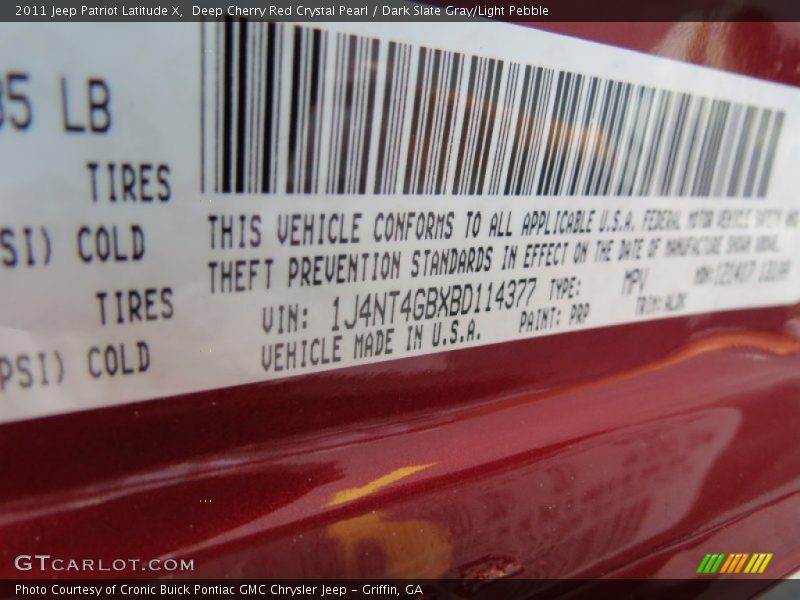 2011 Jeep Patriot Latitude X, Deep Cherry Red Crystal Pearl / Dark Slate Gray/Light Pebble
LB
TIRES
COLD
TIRES
PSI) COLD
THIS VEHICLE CONFORMS TO ALL APPLICABLE U.S.A. FEDERAL MOTOR VEHICLE SAFETY AND
THEFT PREVENTION STANDARDS IN EFFECT ON THE DATE OF MANUFACTURE SHOWN ABOVE.
VIN: 1J4NT4GBXBD114377 TYPE: MPV
VEHICLE MADE IN U.S.A. PAINT: PRP TRIM:
GTCARLOT.COM
Photo Courtesy of Cronic Buick Pontiac GMC Chrysler Jeep - Griffin, GA